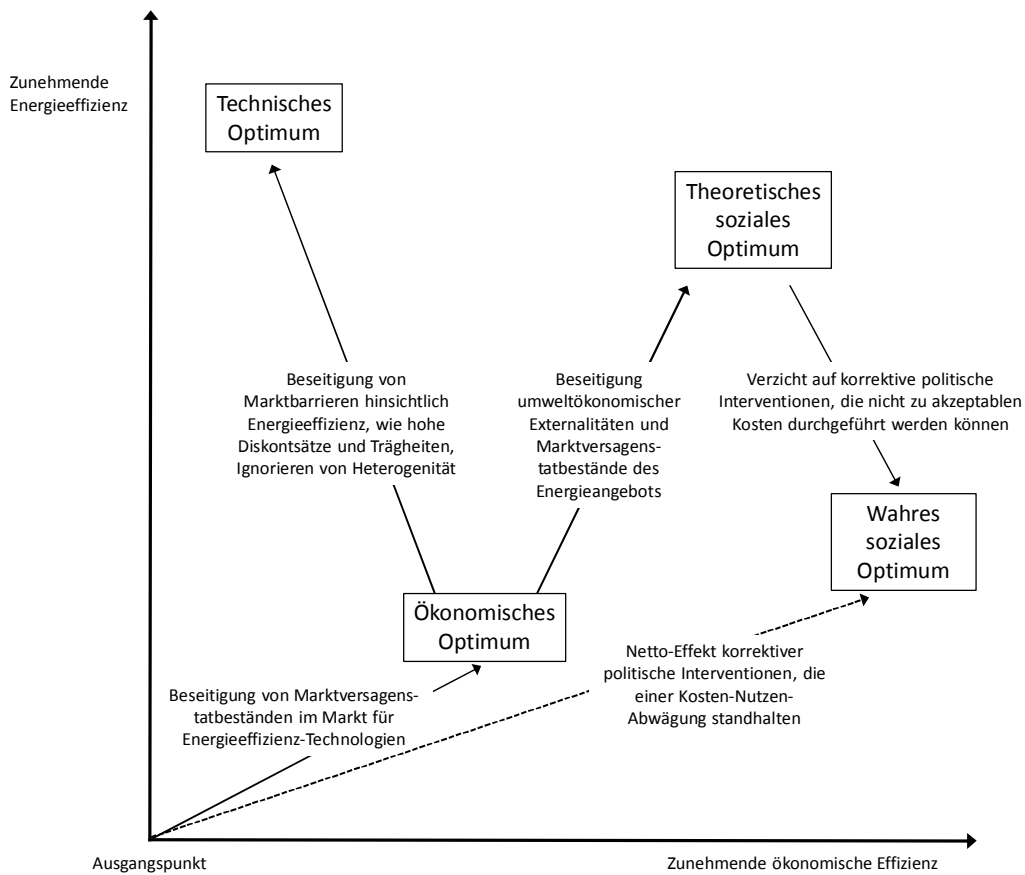 Zunehmende
Energieeffizienz
Technisches
Optimum
Theoretisches
soziales
Optimum
Beseitigung von
Marktbarrieren hinsichtlich
Energieeffizienz, wie hohe
Diskontsätze und Trägheiten,
Ignorieren von Heterogenität
Beseitigung
umweltökonomischer
Externalitäten und
Marktversagens-
tatbestände des
Energieangebots
Verzicht auf korrektive politische
Interventionen, die nicht zu akzeptablen
Kosten durchgeführt werden können
Wahres
soziales
Optimum
Ökonomisches
Optimum
Netto-Effekt korrektiver
politische Interventionen, die
einer Kosten-Nutzen-
Abwägung standhalten
Beseitigung von Marktversagens-
tatbeständen im Markt für
Energieeffizienz-Technologien
Ausgangspunkt
Zunehmende ökonomische Effizienz